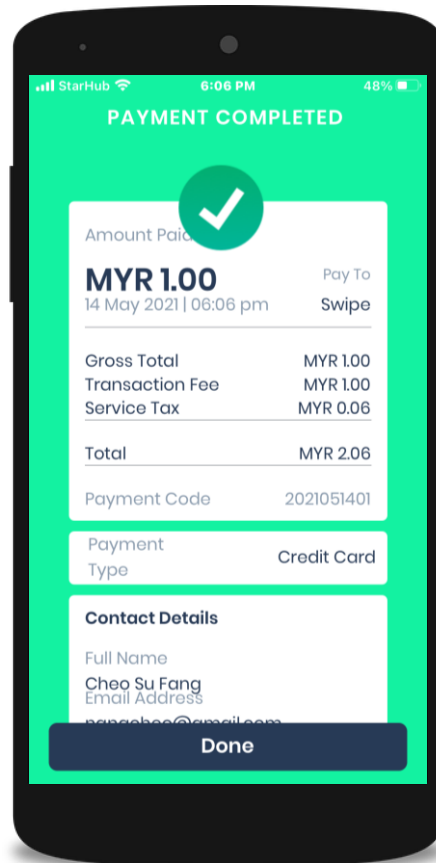 StarHub 6:06 PM 48%
PAYMENT COMPLETED
Amount Paid
MYR 1.00 Pay To
14 May 2021 | 06:06 pm Swipe
Gross Total MYR 1.00
Transaction Fee MYR 1.00
Service Tax MYR 0.06
Total MYR 2.06
Payment Code 2021051401
Payment
Type
Credit Card
Contact Details
Full Name
Cheo Su Fang
Email Address
Done